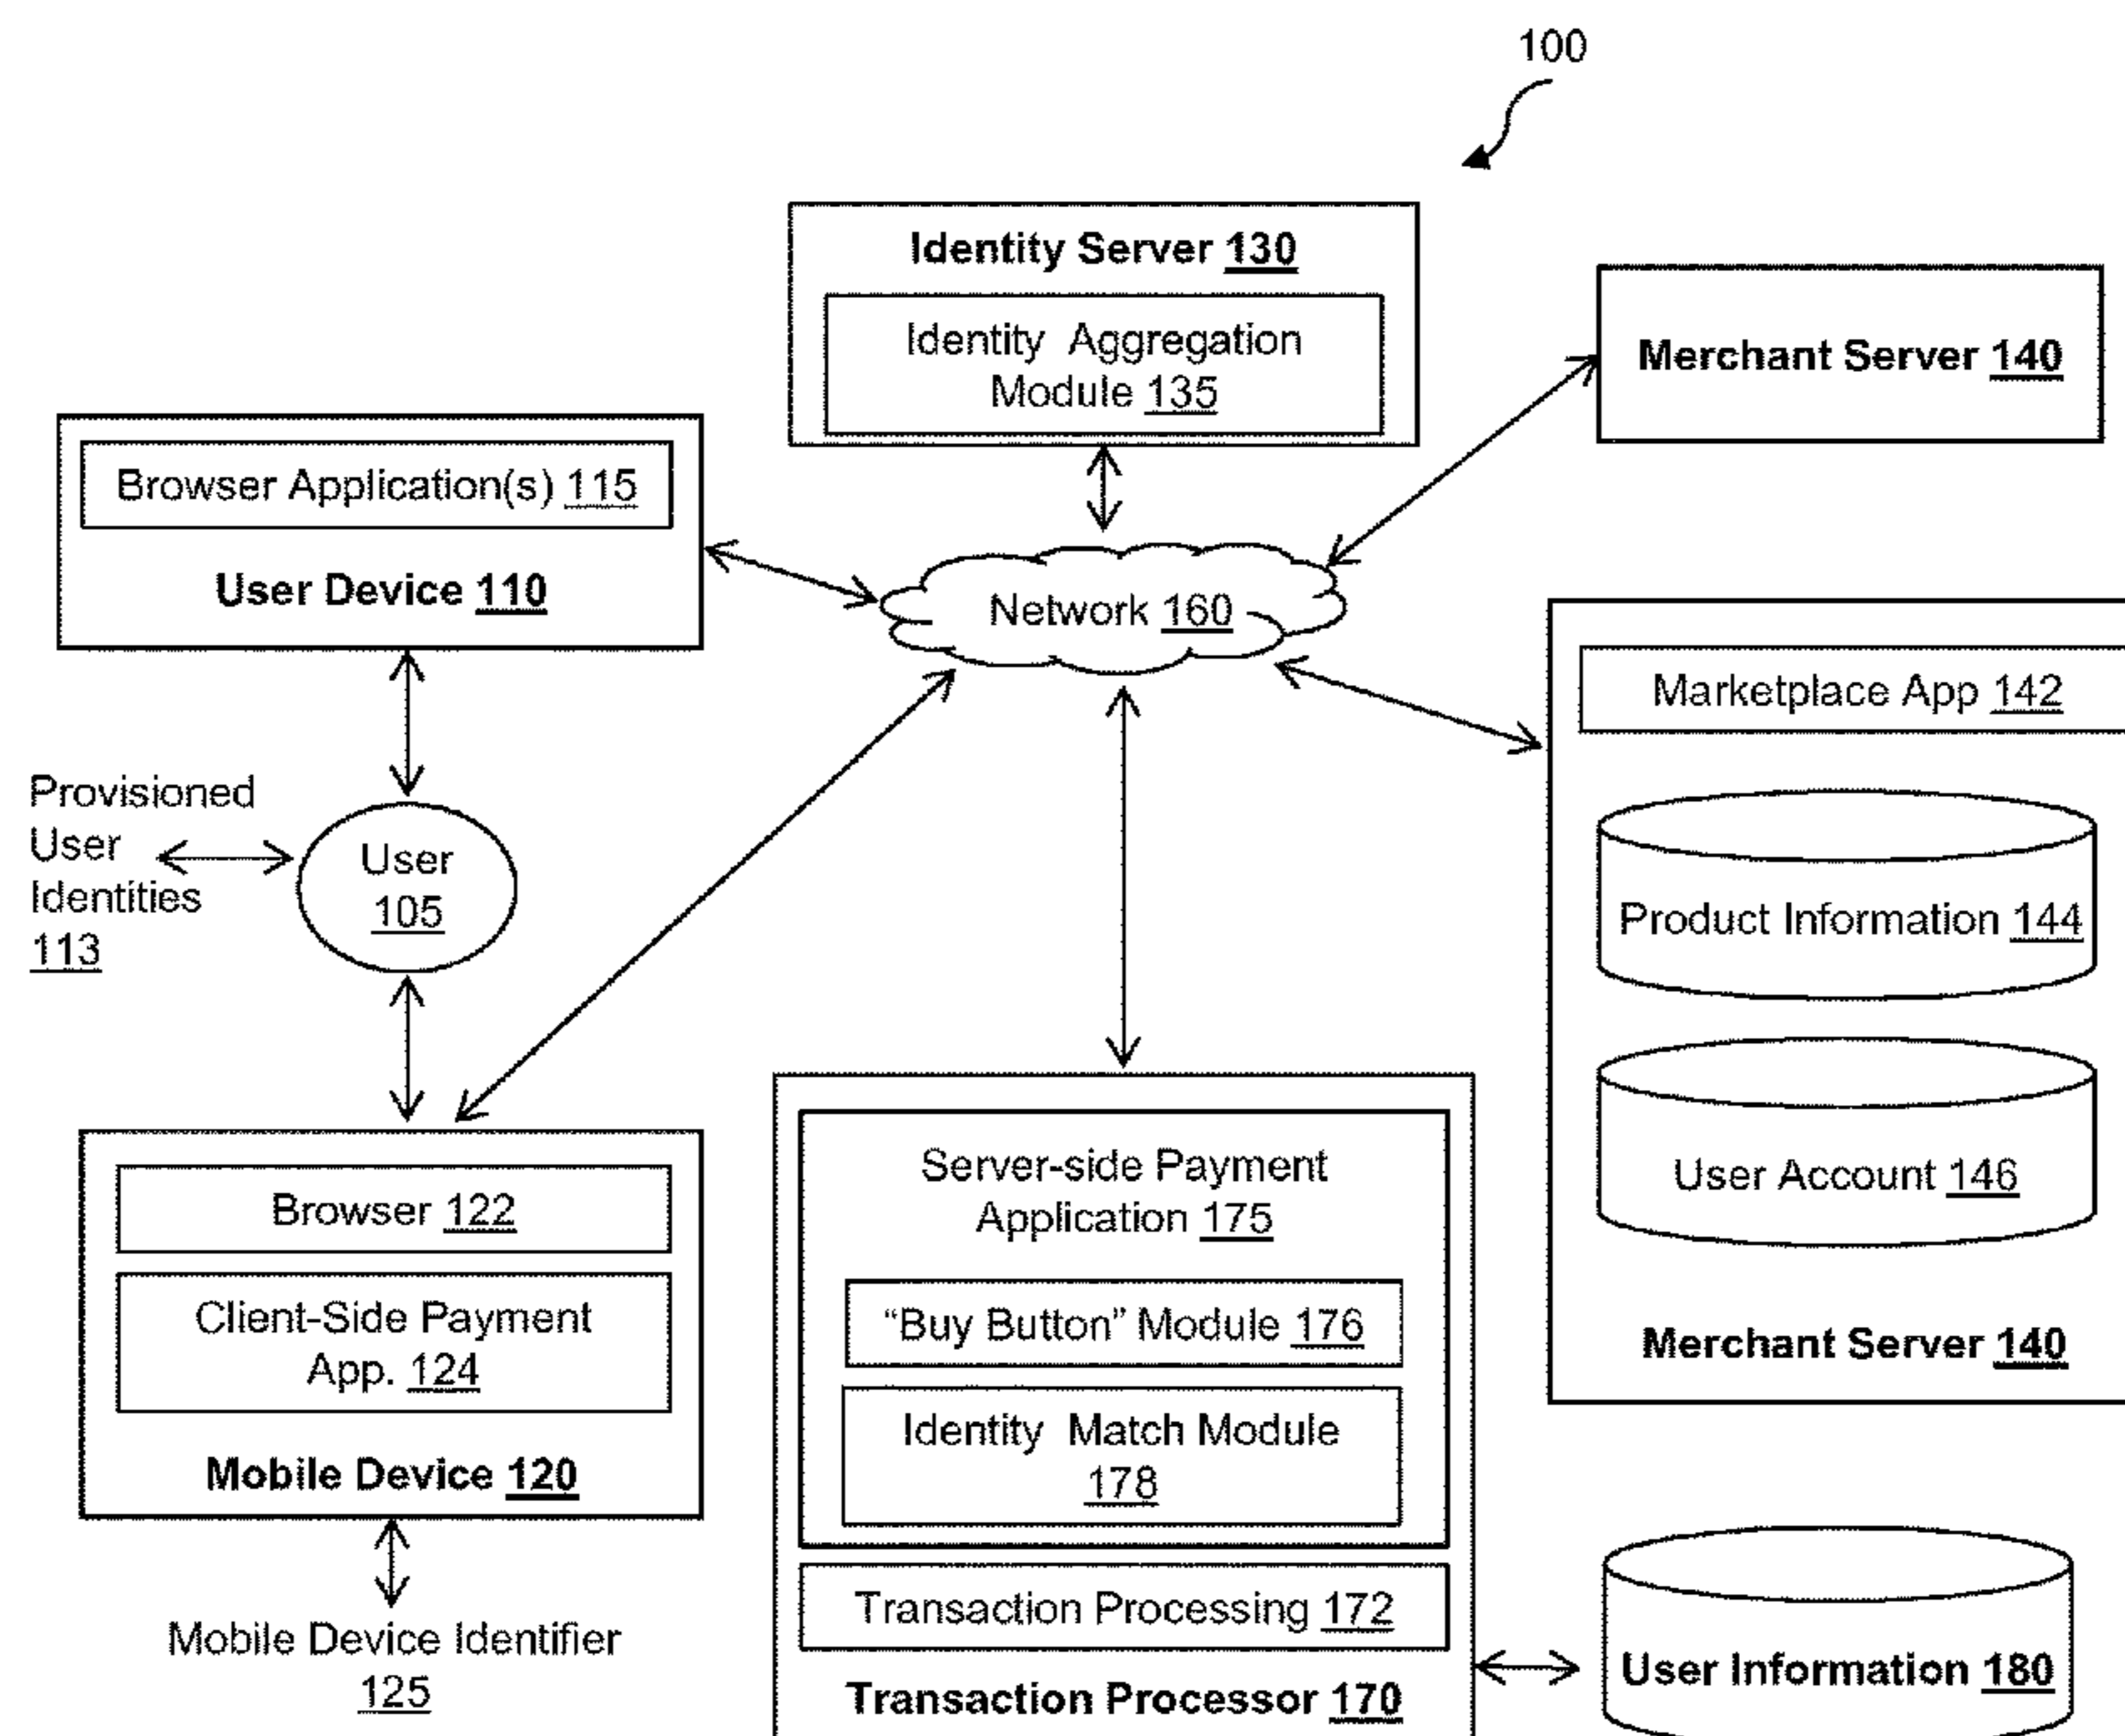 100
Identity Server 130
Identity Aggregation
Module 135
Merchant Server 140
Browser Application(s) 115
User Device 110
Network 160
Marketplace App 142
Product Information 144
User Account 146
Merchant Server 140
Provisioned
User
Identities
113
User
105
Browser 122
Client-Side Payment
App. 124
Mobile Device 120
Mobile Device Identifier
125
Server-side Payment
Application 175
“Buy Button” Module 176
Identity Match Module
178
Transaction Processing 172
Transaction Processor 170
User Information 180